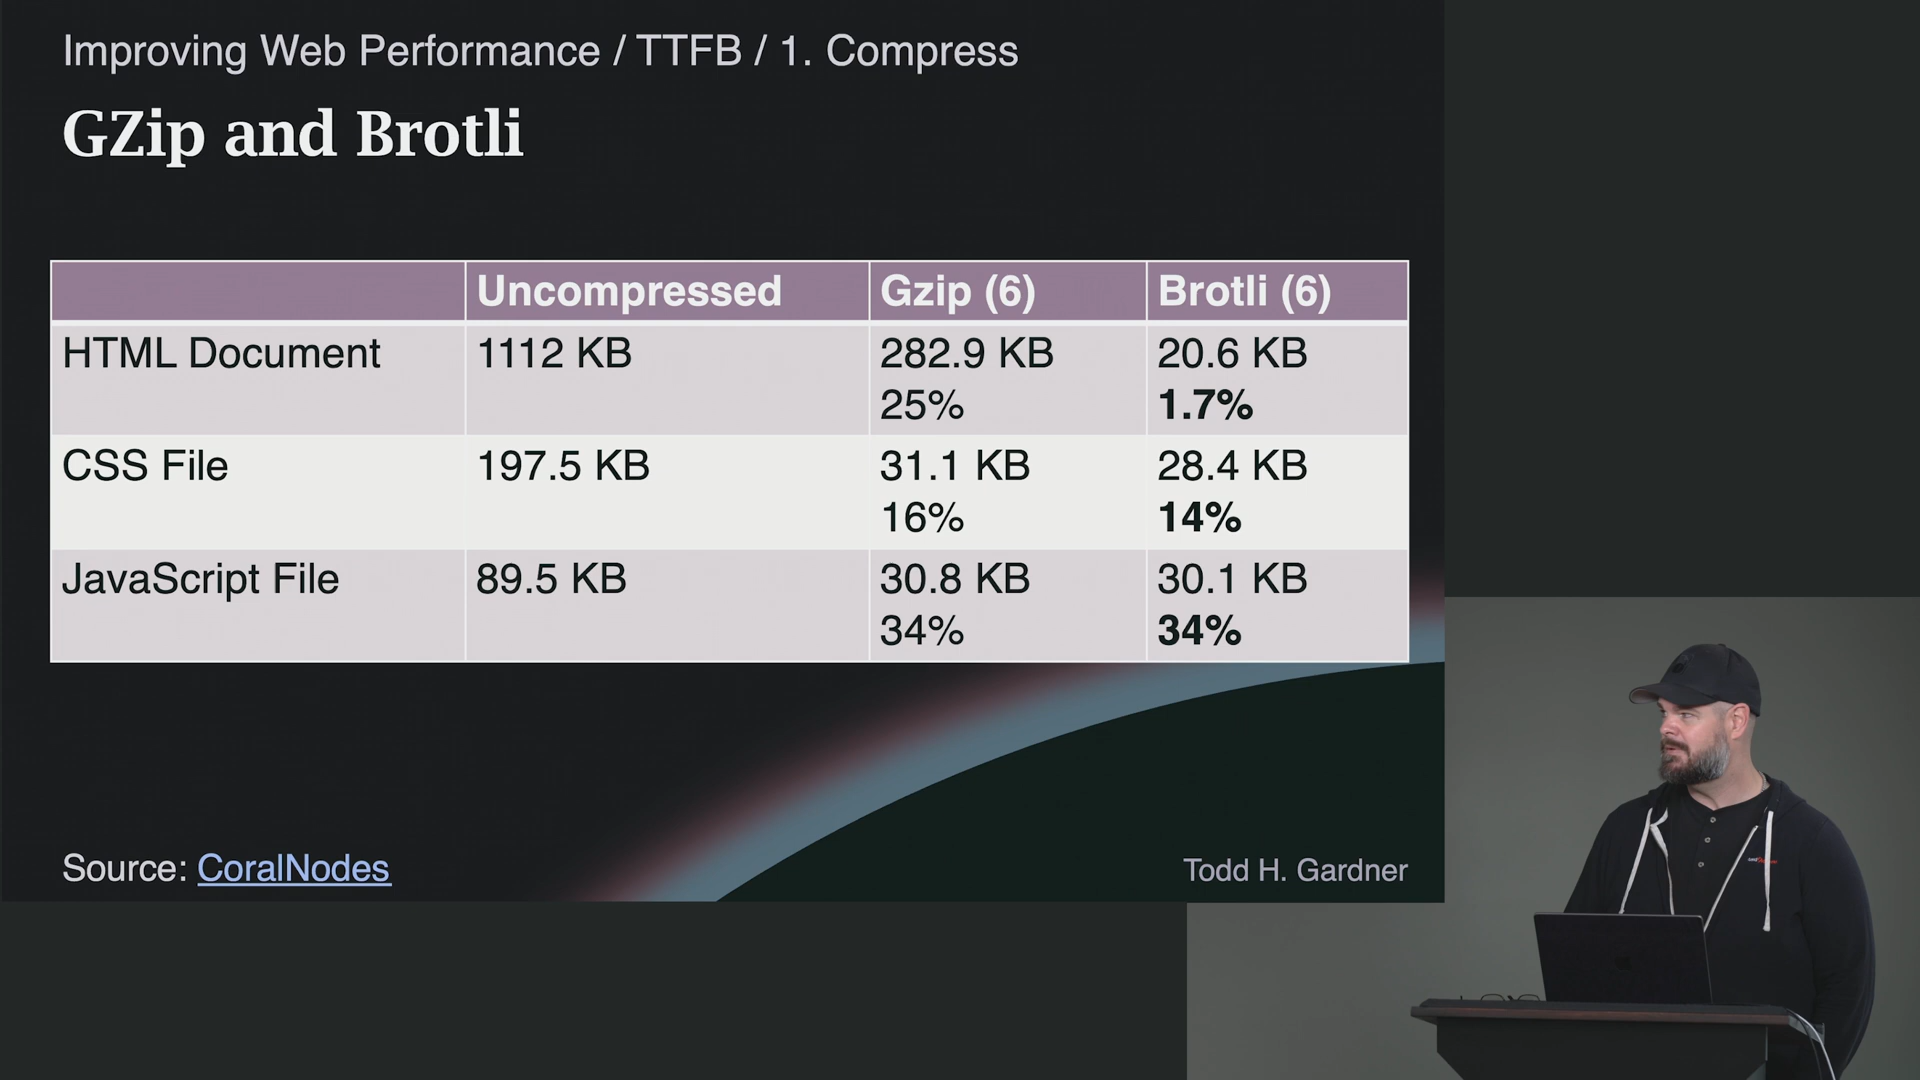 Improving Web Performance / TTFB / 1. Compress
GZip and Brotli
Uncompressed Gzip (6) Brotli (6)
HTML Document 1112 KB 282.9 KB 20.6 KB
25% 1.7%
CSS File 197.5 KB 31.1 KB 28.4 KB
16% 14%
JavaScript File 89.5 KB 30.8 KB 30.1 KB
34% 34%
Source: CoralNodes
Todd H. Gardner